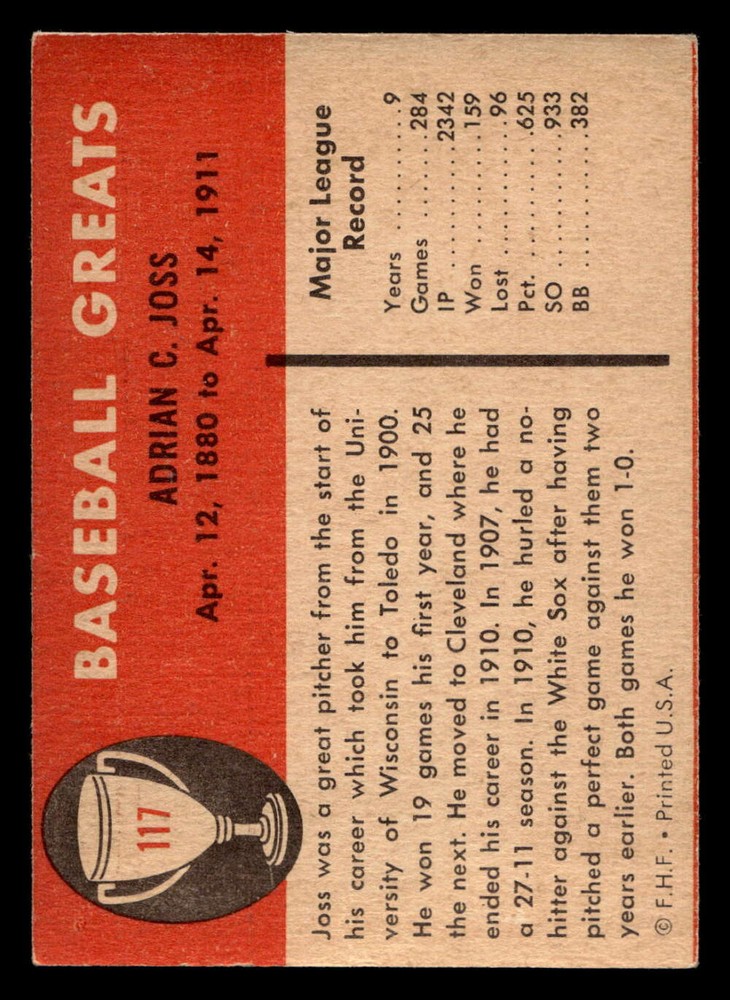 117
BASEBALL GREATS
ADRIAN C. JOSS
Apr. 12, 1880 to Apr. 14, 1911
Joss was a great pitcher from the start of
his career which took him from the Uni-
versity of Wisconsin to Toledo in 1900.
He won 19 games his first year, and 25
the next. He moved to Cleveland where he
ended his career in 1910. In 1907, he had
a 27-11 season. In 1910, he hurled a no-
hitter against the White Sox after having
pitched a perfect game against them two
years earlier. Both games he won 1-0.
© F.H.F. • Printed U.S.A.
Major League
Record
Years ..........9
Games ........284
IP ..........2342
Won ........159
Lost ..........96
Pct. ........625
SO ..........933
BB ..........382